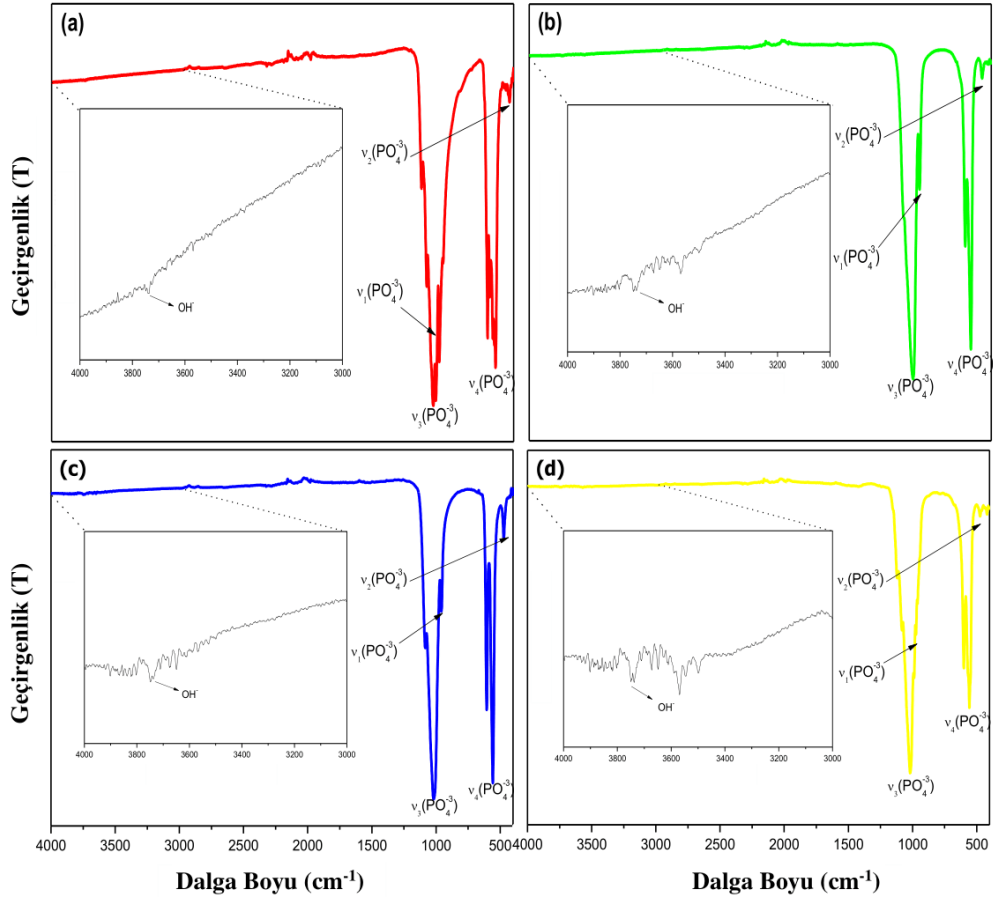 (a)
ν2(PO4-3)
ν1(PO4-3)
OH-
4000 3800 3600 3400 3200 3000
ν4(PO4-3)
ν3(PO4-3)
Geçirgenlik (T)
(b)
ν2(PO4-3)
ν1(PO4-3)
OH-
4000 3800 3600 3400 3200 3000
ν4(PO4-3)
ν3(PO4-3)
(c)
ν2(PO4-3)
ν1(PO4-3)
OH-
4000 3800 3600 3400 3200 3000
ν4(PO4-3)
ν3(PO4-3)
Geçirgenlik (T)
4000 3500 3000 2500 2000 1500 1000 500 400
Dalga Boyu (cm-1)
(d)
ν2(PO4-3)
ν1(PO4-3)
OH-
4000 3800 3600 3400 3200 3000
ν4(PO4-3)
ν3(PO4-3)
4000 3500 3000 2500 2000 1500 1000 500
Dalga Boyu (cm-1)